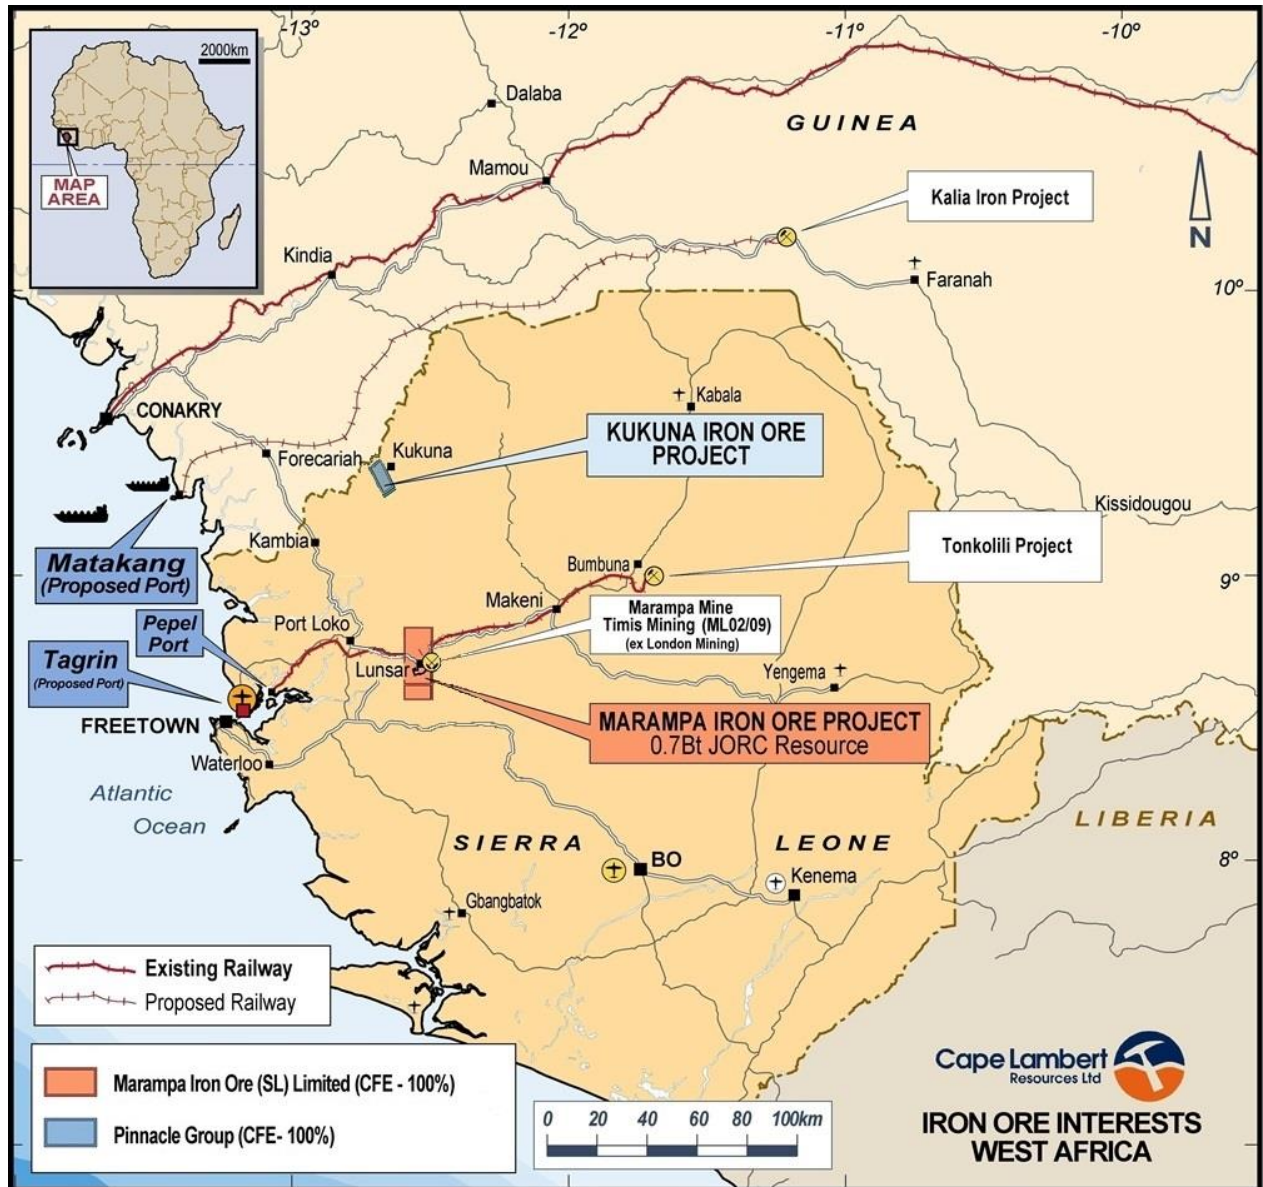 -13º
-12º
-11º
-10º
2000km
MAP
AREA
Dalaba
GUINEA
Mamou
Kalia Iron Project
N
Kindia
Faranah
10º
CONAKRY
Kabala
KUKUNA IRON ORE
PROJECT
Forecariah
Kukuna
Kissidougou
Kambia
Matakang
(Proposed Port)
Tonkolili Project
Bumbuna
9º
Makeni
Marampa Mine
Timis Mining (ML02/09)
(ex London Mining)
Pepel
Port
Port Loko
Tagrin
(Proposed Port)
Lunsar
Yengema
FREETOWN
MARAMPA IRON ORE PROJECT
0.7Bt JORC Resource
Waterloo
Atlantic
Ocean
SIERRA LEONE
LIBERIA
8º
BO
Kenema
Gbangbatok
Existing Railway
Proposed Railway
Marampa Iron Ore (SL) Limited (CFE - 100%)
Pinnacle Group (CFE- 100%)
0 20 40 60 80 100km
Cape Lambert
Resources Ltd
IRON ORE INTERESTS
WEST AFRICA